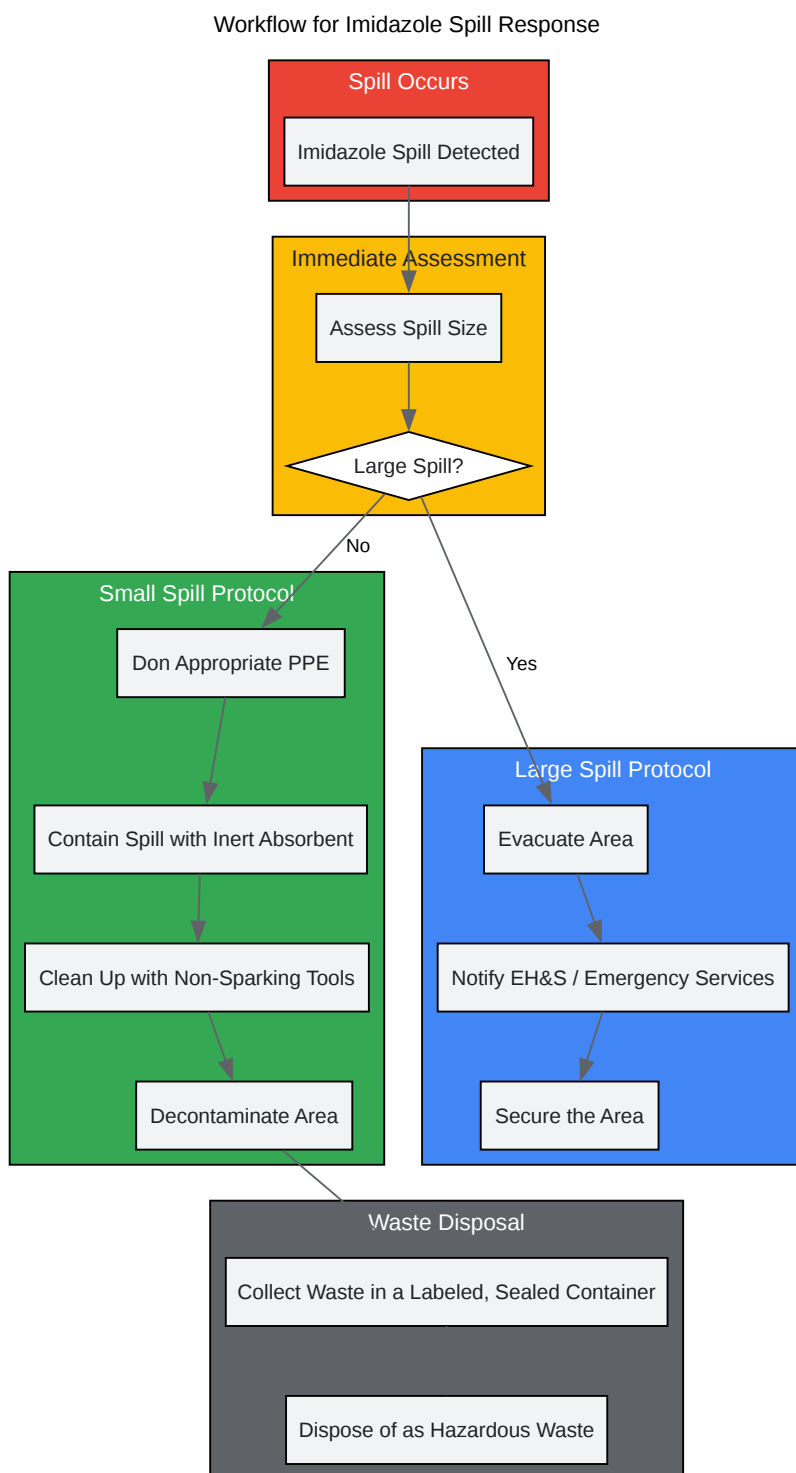 Workflow for Imidazole Spill Response
Spill Occurs
Imidazole Spill Detected
Immediate Assessment
Assess Spill Size
Large Spill?
No
Yes
Small Spill Protocol
Don Appropriate PPE
Contain Spill with Inert Absorbent
Clean Up with Non-Sparking Tools
Decontaminate Area
Large Spill Protocol
Evacuate Area
Notify EH&S / Emergency Services
Secure the Area
Waste Disposal
Collect Waste in a Labeled, Sealed Container
Dispose of as Hazardous Waste